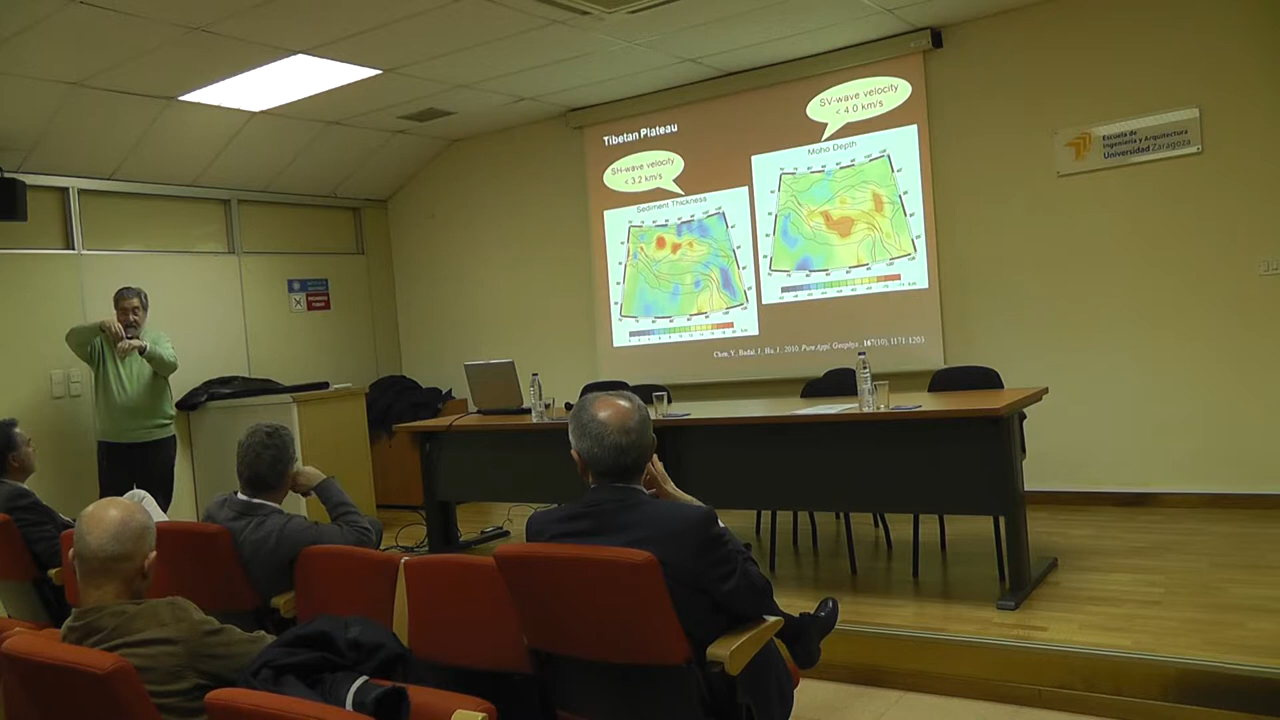 Tibetan Plateau
SH-wave velocity
< 3.2 km/s
SV-wave velocity
< 4.0 km/s
Sediment Thickness
Moho Depth
Chen, Y., Badal, J., Hu, J., 2010. Pure Appl. Geophys., 167(10), 1171-1203
Escuela de
Ingeniería y Arquitectura
Universidad Zaragoza